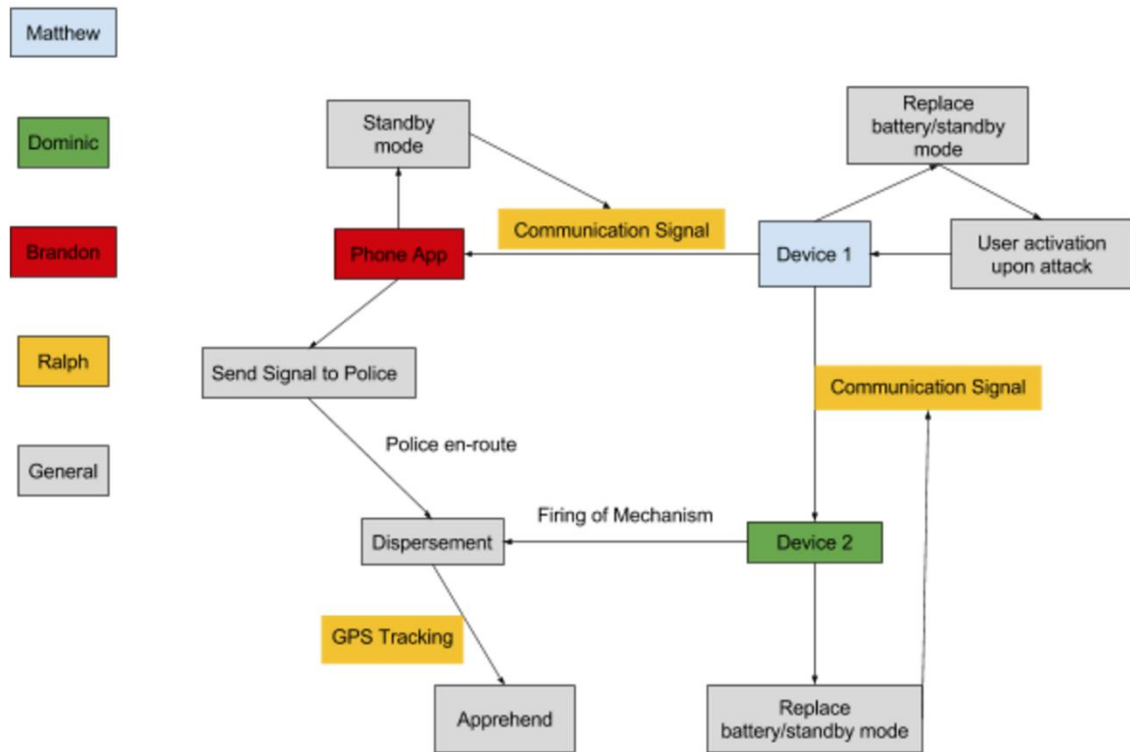 Matthew
Dominic
Brandon
Ralph
General
Standby
mode
Replace
battery/standby
mode
Communication Signal
Phone App
Device 1
User activation
upon attack
Send Signal to Police
Communication Signal
Police en-route
Firing of Mechanism
Dispersement
Device 2
GPS Tracking
Apprehend
Replace
battery/standby mode